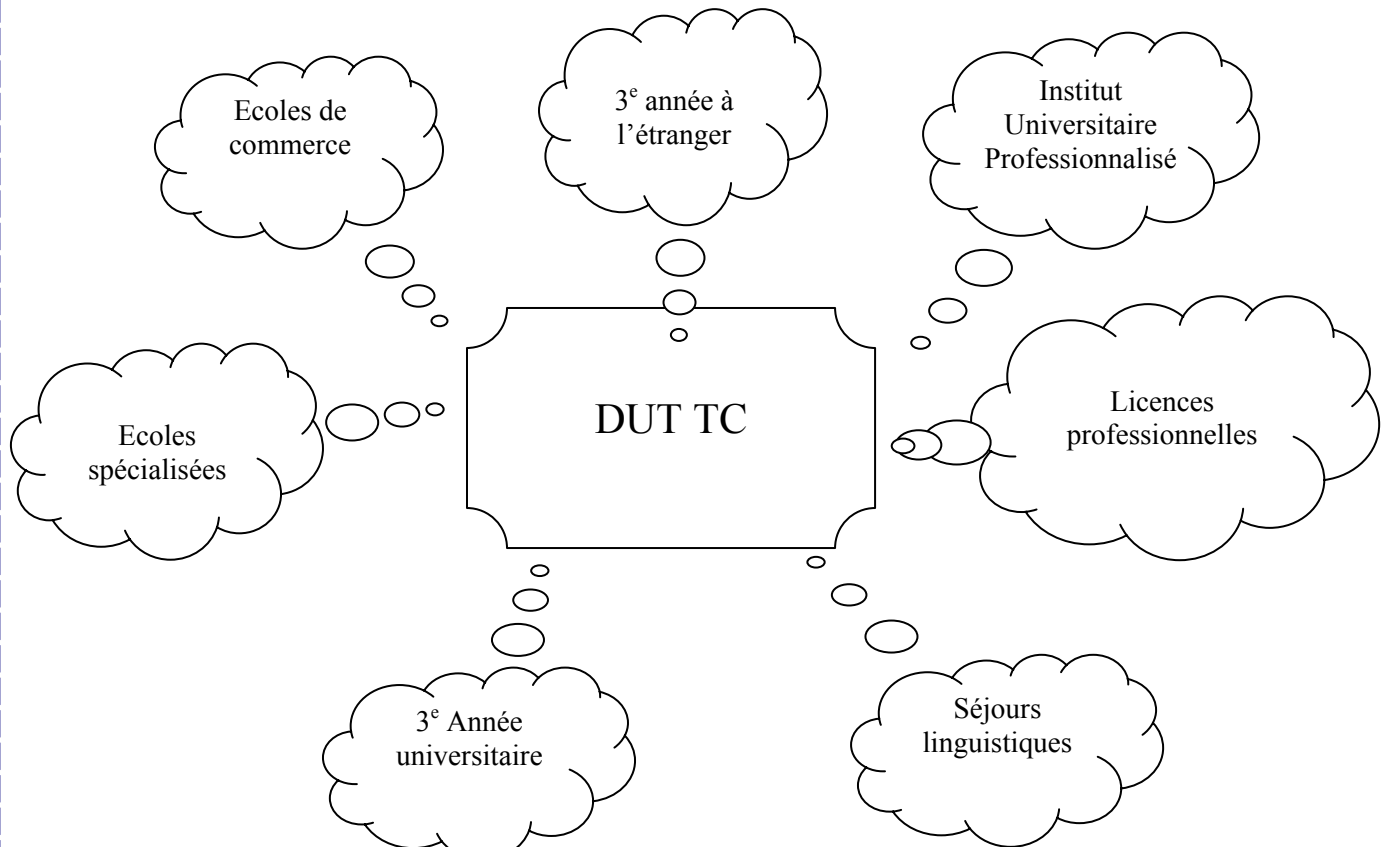 Ecoles de
commerce
3e année à
l’étranger
Institut
Universitaire
Professionnalisé
Ecoles
spécialisées
DUT TC
Licences
professionnelles
3e Année
universitaire
Séjours
linguistiques